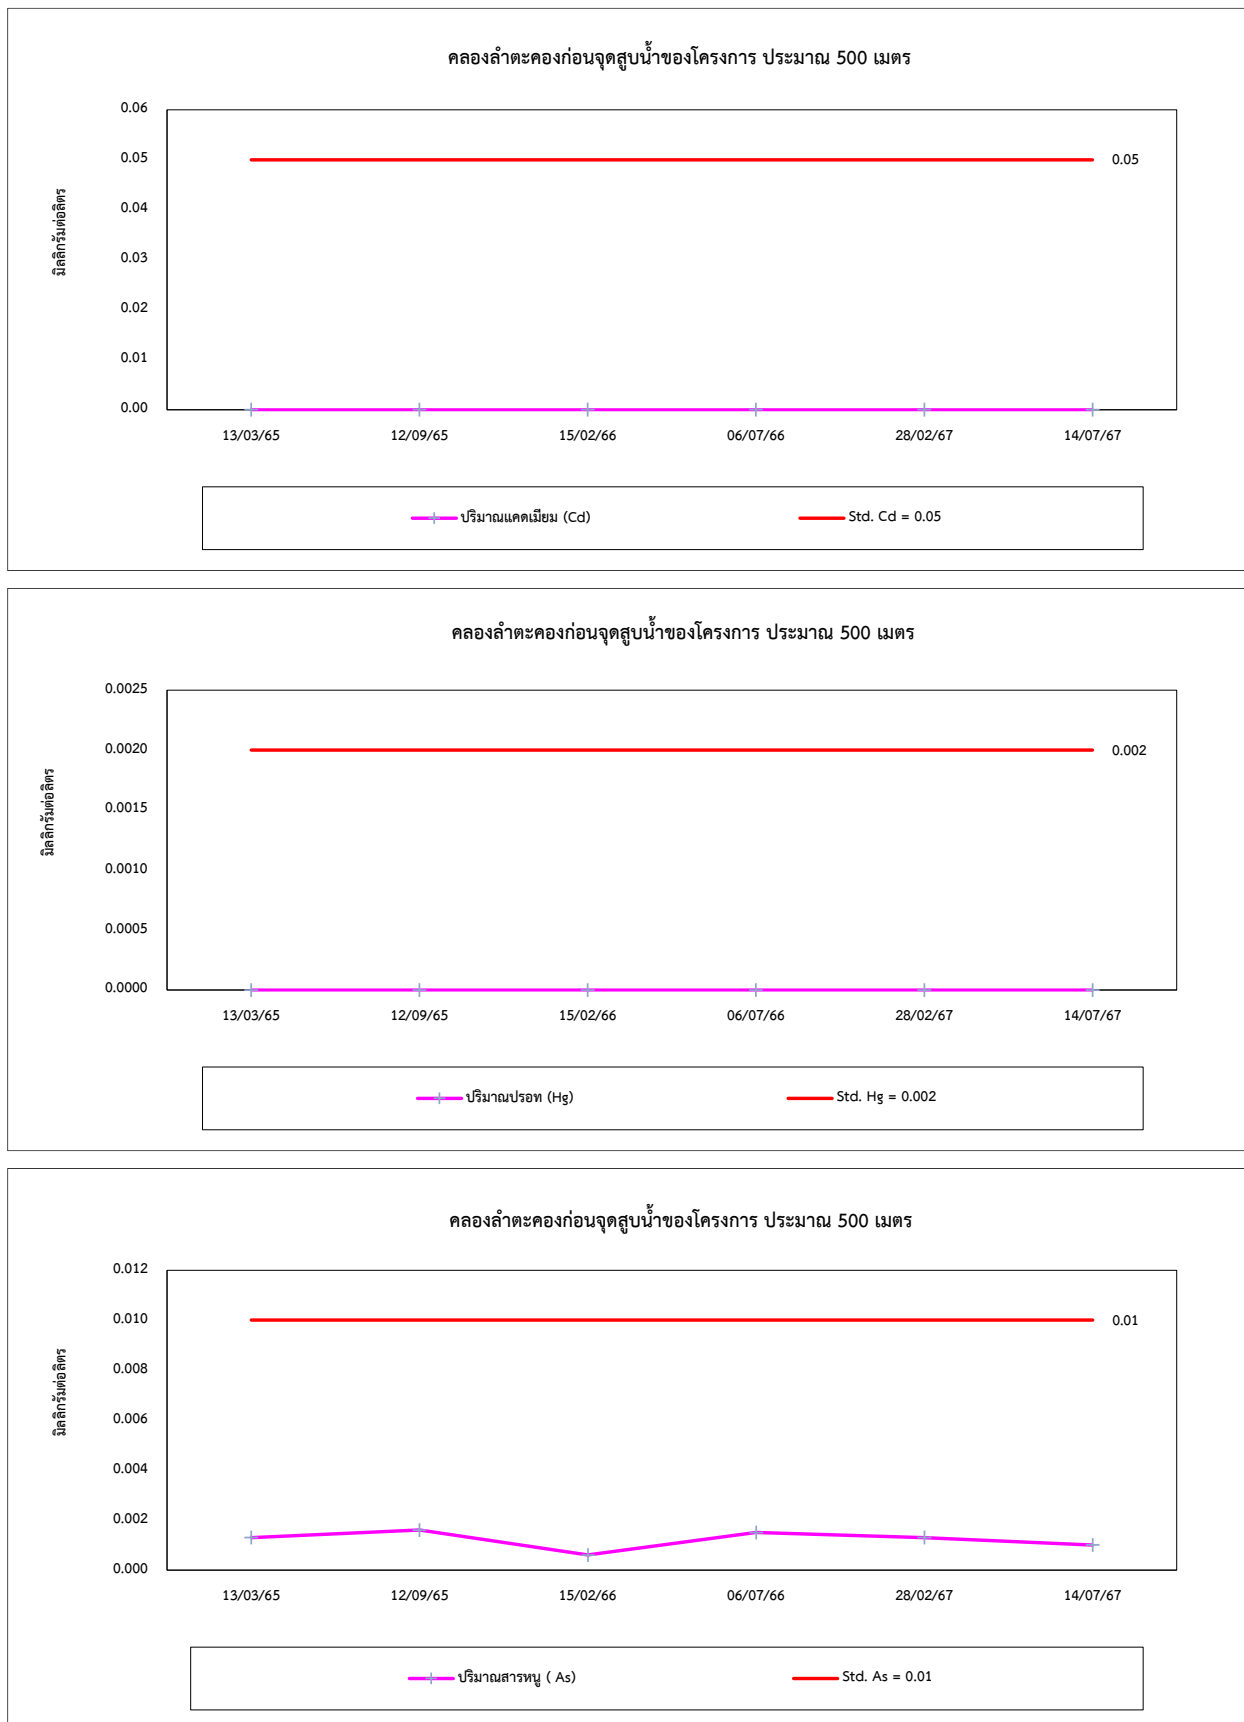 คลองลำตะคองก่อนจุดสูบน้ำของโครงการ ประมาณ 500 เมตร
มิลลิกรัมต่อลิตร
0.06
0.05
0.04
0.03
0.02
0.01
0.00
0.05
13/03/65 12/09/65 15/02/66 06/07/66 28/02/67 14/07/67
ปริมาณแคดเมียม (Cd) Std. Cd = 0.05
คลองลำตะคองก่อนจุดสูบน้ำของโครงการ ประมาณ 500 เมตร
มิลลิกรัมต่อลิตร
0.0025
0.0020
0.0015
0.0010
0.0005
0.0000
0.002
13/03/65 12/09/65 15/02/66 06/07/66 28/02/67 14/07/67
ปริมาณปรอท (Hg) Std. Hg = 0.002
คลองลำตะคองก่อนจุดสูบน้ำของโครงการ ประมาณ 500 เมตร
มิลลิกรัมต่อลิตร
0.012
0.010
0.008
0.006
0.004
0.002
0.000
0.01
13/03/65 12/09/65 15/02/66 06/07/66 28/02/67 14/07/67
ปริมาณสารหนู ( As) Std. As = 0.01